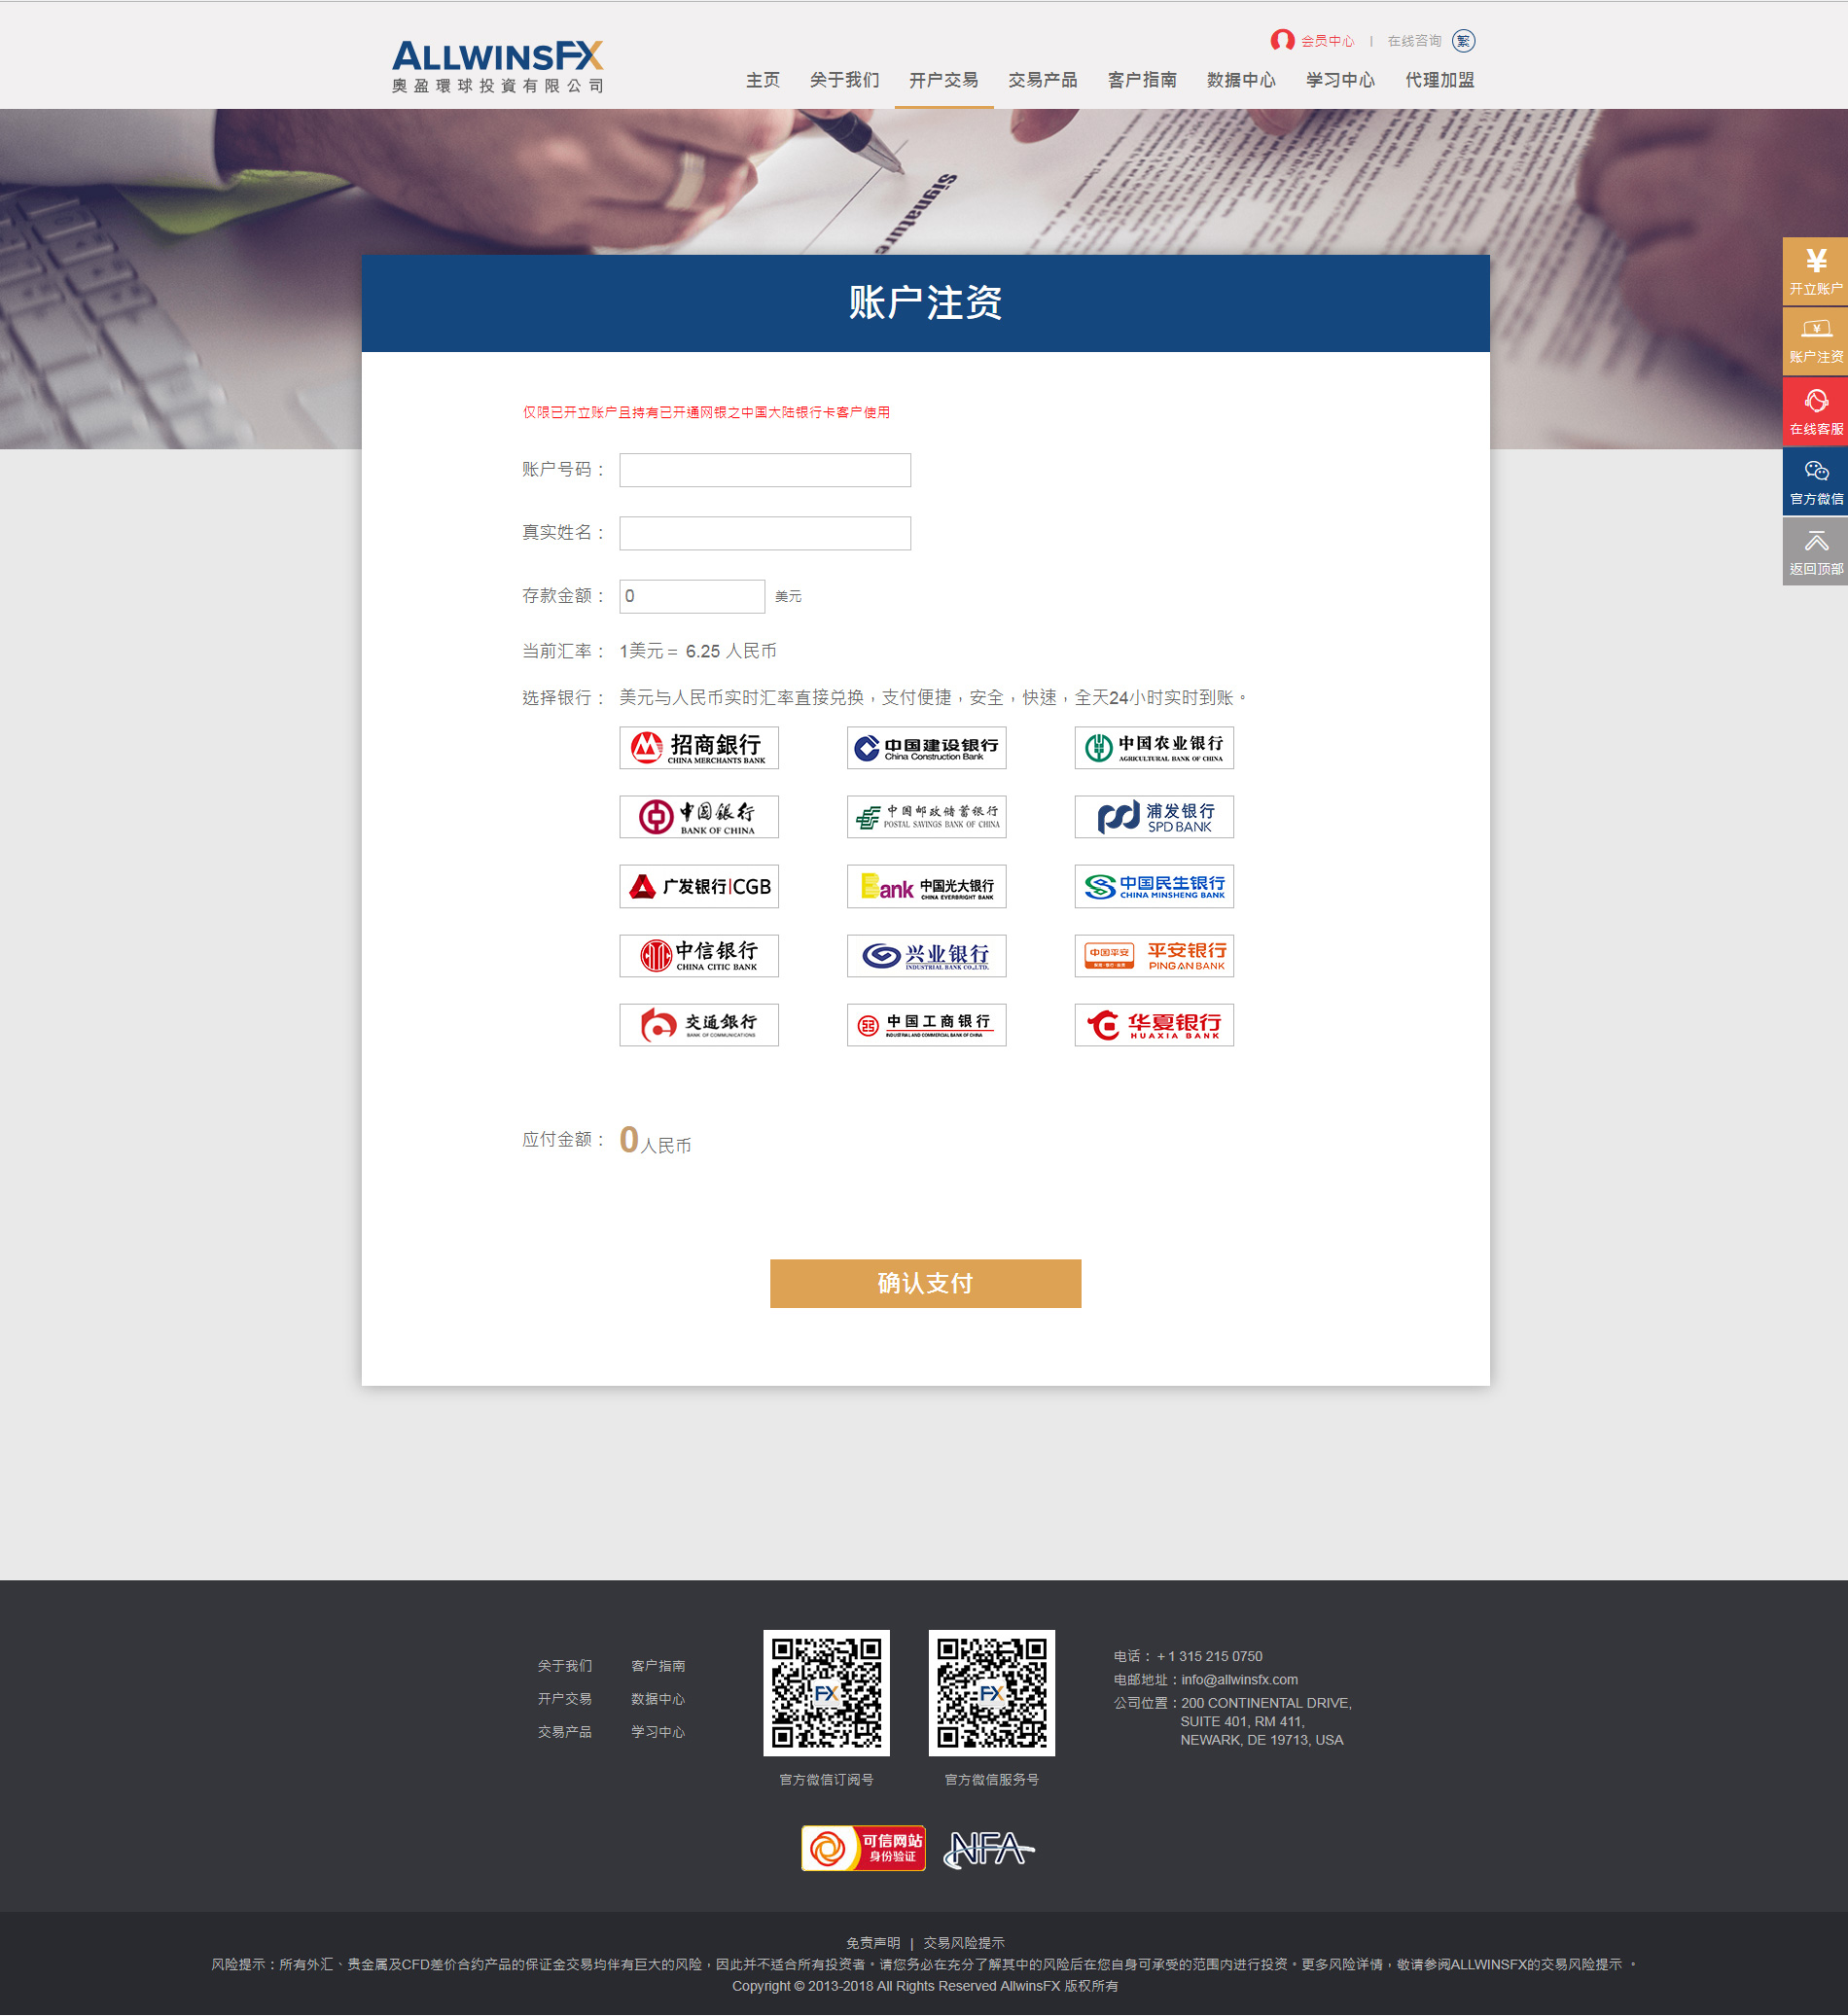 ALLWINSFX
奧盈環球投資有限公司
会员中心 | 在线咨询 繁
主页 关于我们 开户交易 交易产品 客户指南 数据中心 学习中心 代理加盟
Signature
账户注资
¥
开立账户
¥
账户注资
在线客服
官方微信
返回顶部
仅限已开立账户且持有已开通网银之中国大陆银行卡客户使用
账户号码：
真实姓名：
存款金额： 0 美元
当前汇率： 1美元 = 6.25 人民币
选择银行： 美元与人民币实时汇率直接兑换，支付便捷，安全，快速，全天24小时实时到账。
招商銀行 CHINA MERCHANTS BANK
中国建设银行 China Construction Bank
中国农业银行 AGRICULTURAL BANK OF CHINA
中国银行 BANK OF CHINA
中国邮政储蓄银行 POSTAL SAVINGS BANK OF CHINA
浦发银行 SPD BANK
广发银行|CGB
Bank 中国光大银行 CHINA EVERBRIGHT BANK
中国民生银行 CHINA MINSHENG BANK
中信银行 CHINA CITIC BANK
兴业银行 INDUSTRIAL BANK CO.,LTD.
中国平安 平安银行 PING AN BANK
交通銀行 BANK OF COMMUNICATIONS
中国工商银行 INDUSTRIAL AND COMMERCIAL BANK OF CHINA
华夏银行 HUAXIA BANK
应付金额： 0人民币
确认支付
关于我们 客户指南
开户交易 数据中心
交易产品 学习中心
FX
FX
官方微信订阅号
官方微信服务号
电话：+1 315 215 0750
电邮地址：info@allwinsfx.com
公司位置：200 CONTINENTAL DRIVE,
SUITE 401, RM 411,
NEWARK, DE 19713, USA
可信网站
身份验证
NFA
免责声明 | 交易风险提示
风险提示：所有外汇、贵金属及CFD差价合约产品的保证金交易均伴有巨大的风险，因此并不适合所有投资者。请您务必在充分了解其中的风险后在您自身可承受的范围内进行投资。更多风险详情，敬请参阅ALLWINSFX的交易风险提示 。
Copyright © 2013-2018 All Rights Reserved AllwinsFX 版权所有